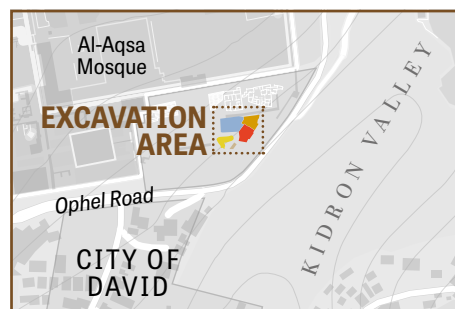 Al-Aqsa
Mosque
EXCAVATION
AREA
Ophel Road
KIDRON VALLEY
CITY OF
DAVID